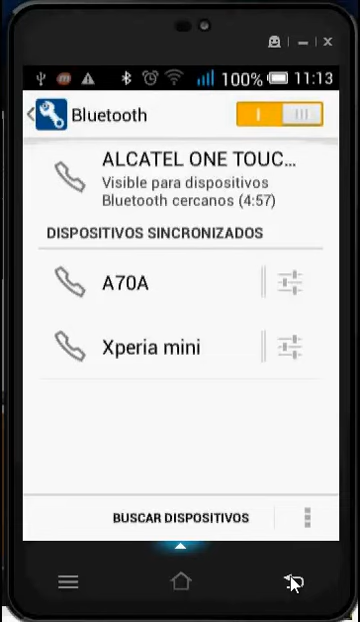 100% 11:13
Bluetooth
ALCATEL ONE TOUC...
Visible para dispositivos
Bluetooth cercanos (4:57)
DISPOSITIVOS SINCRONIZADOS
A70A
Xperia mini
BUSCAR DISPOSITIVOS